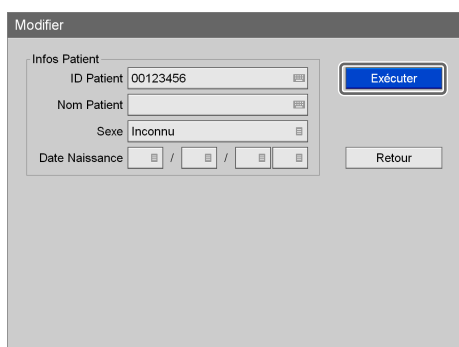 Modifier
Infos Patient
ID Patient 00123456
Exécuter
Nom Patient
Sexe Inconnu
Date Naissance / /
Retour